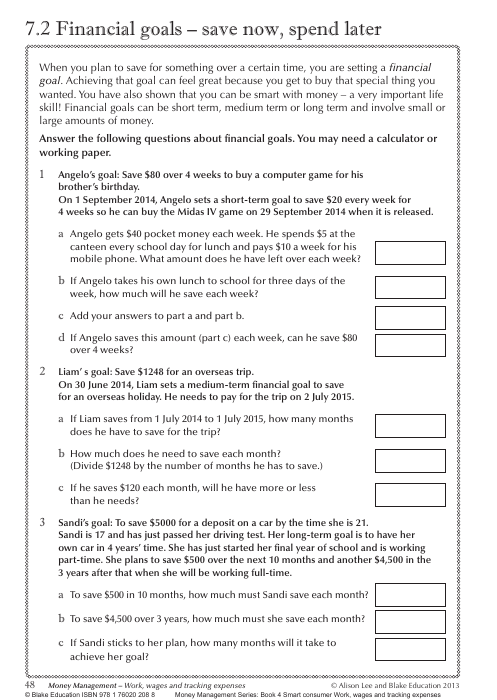 7.2 Financial goals – save now, spend later
When you plan to save for something over a certain time, you are setting a financial
goal. Achieving that goal can feel great because you get to buy that special thing you
wanted. You have also shown that you can be smart with money – a very important life
skill! Financial goals can be short term, medium term or long term and involve small or
large amounts of money.
Answer the following questions about financial goals. You may need a calculator or
working paper.
1 Angelo's goal: Save $80 over 4 weeks to buy a computer game for his
brother's birthday.
On 1 September 2014, Angelo sets a short-term goal to save $20 every week for
4 weeks so he can buy the Midas IV game on 29 September 2014 when it is released.
a Angelo gets $40 pocket money each week. He spends $5 at the
canteen every school day for lunch and pays $10 a week for his
mobile phone. What amount does he have left over each week?
b If Angelo takes his own lunch to school for three days of the
week, how much will he save each week?
c Add your answers to part a and part b.
d If Angelo saves this amount (part c) each week, can he save $80
over 4 weeks?
2 Liam' s goal: Save $1248 for an overseas trip.
On 30 June 2014, Liam sets a medium-term financial goal to save
for an overseas holiday. He needs to pay for the trip on 2 July 2015.
a If Liam saves from 1 July 2014 to 1 July 2015, how many months
does he have to save for the trip?
b How much does he need to save each month?
(Divide $1248 by the number of months he has to save.)
c If he saves $120 each month, will he have more or less
than he needs?
3 Sandi's goal: To save $5000 for a deposit on a car by the time she is 21.
Sandi is 17 and has just passed her driving test. Her long-term goal is to have her
own car in 4 years' time. She has just started her final year of school and is working
part-time. She plans to save $500 over the next 10 months and another $4,500 in the
3 years after that when she will be working full-time.
a To save $500 in 10 months, how much must Sandi save each month?
b To save $4,500 over 3 years, how much must she save each month?
c If Sandi sticks to her plan, how many months will it take to
achieve her goal?
48 Money Management – Work, wages and tracking expenses © Alison Lee and Blake Education 2013
© Blake Education ISBN 978 1 76020 208 8 Money Management Series: Book 4 Smart consumer Work, wages and tracking expenses